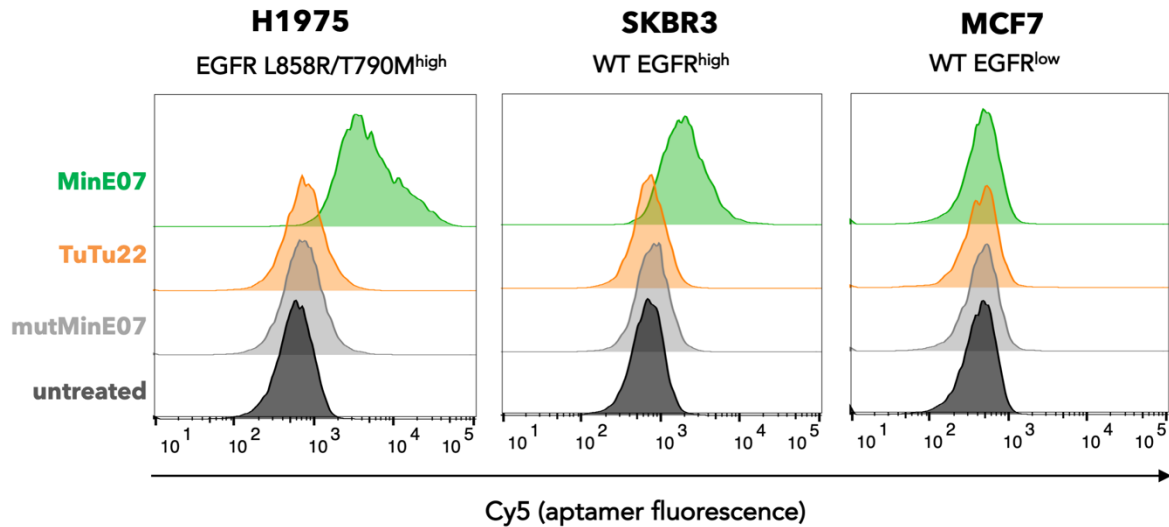 H1975
EGFR L858R/T790Mhigh
SKBR3
WT EGFRhigh
MCF7
WT EGFRlow
MinE07
TuTu22
mutMinE07
untreated
10^1 10^2 10^3 10^4 10^5
10^1 10^2 10^3 10^4 10^5
10^1 10^2 10^3 10^4 10^5
Cy5 (aptamer fluorescence)